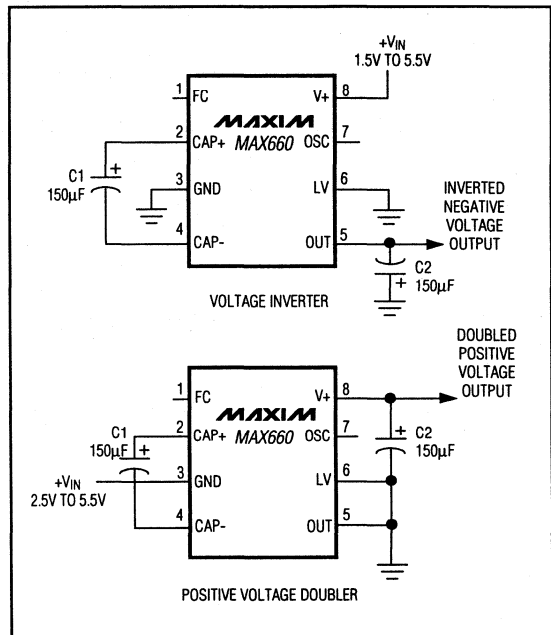 +VIN
1.5V TO 5.5V
1 FC V+ 8
MAXIM
2 CAP+ MAX660 OSC 7
C1 +
150µF
3 GND LV 6
4 CAP- OUT 5
INVERTED
NEGATIVE
VOLTAGE
OUTPUT
C2
+ 150µF
VOLTAGE INVERTER
DOUBLED
POSITIVE
VOLTAGE
OUTPUT
1 FC V+ 8
MAXIM
2 CAP+ MAX660 OSC 7
C1
150µF +
+ C2
150µF
+VIN
2.5V TO 5.5V
3 GND LV 6
4 CAP- OUT 5
POSITIVE VOLTAGE DOUBLER